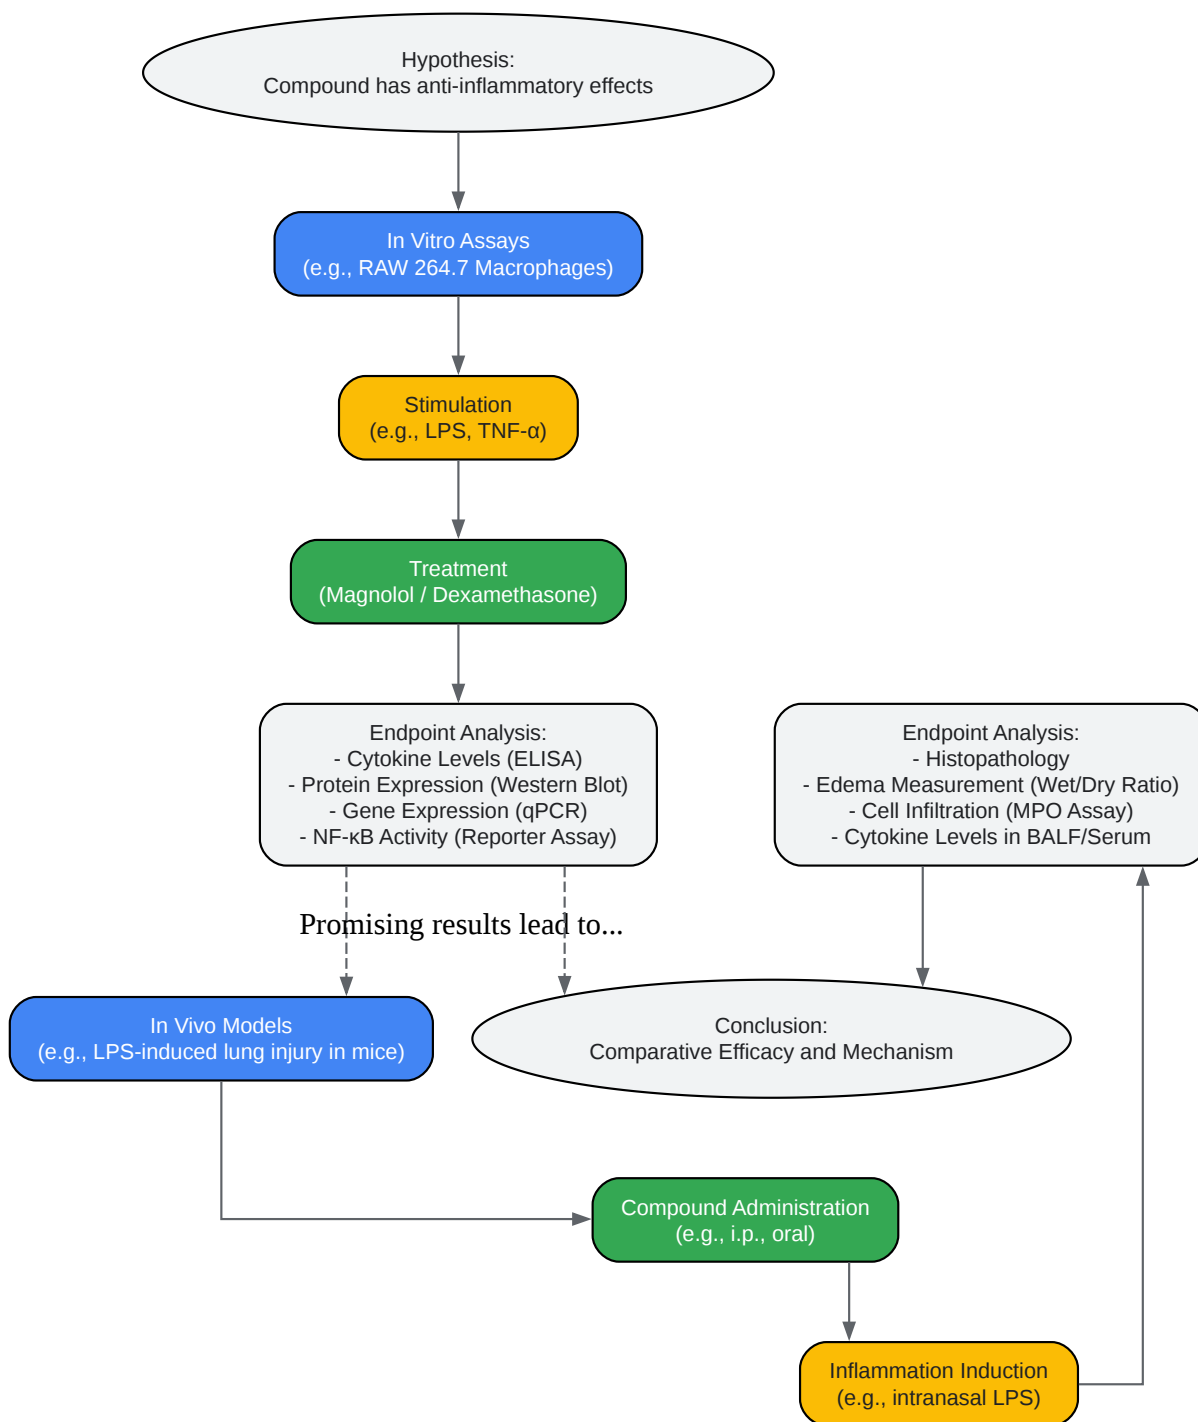 Hypothesis:
Compound has anti-inflammatory effects
In Vitro Assays
(e.g., RAW 264.7 Macrophages)
Stimulation
(e.g., LPS, TNF-α)
Treatment
(Magnolol / Dexamethasone)
Endpoint Analysis:
- Cytokine Levels (ELISA)
- Protein Expression (Western Blot)
- Gene Expression (qPCR)
- NF-κB Activity (Reporter Assay)
Endpoint Analysis:
- Histopathology
- Edema Measurement (Wet/Dry Ratio)
- Cell Infiltration (MPO Assay)
- Cytokine Levels in BALF/Serum
Promising results lead to...
In Vivo Models
(e.g., LPS-induced lung injury in mice)
Conclusion:
Comparative Efficacy and Mechanism
Compound Administration
(e.g., i.p., oral)
Inflammation Induction
(e.g., intranasal LPS)